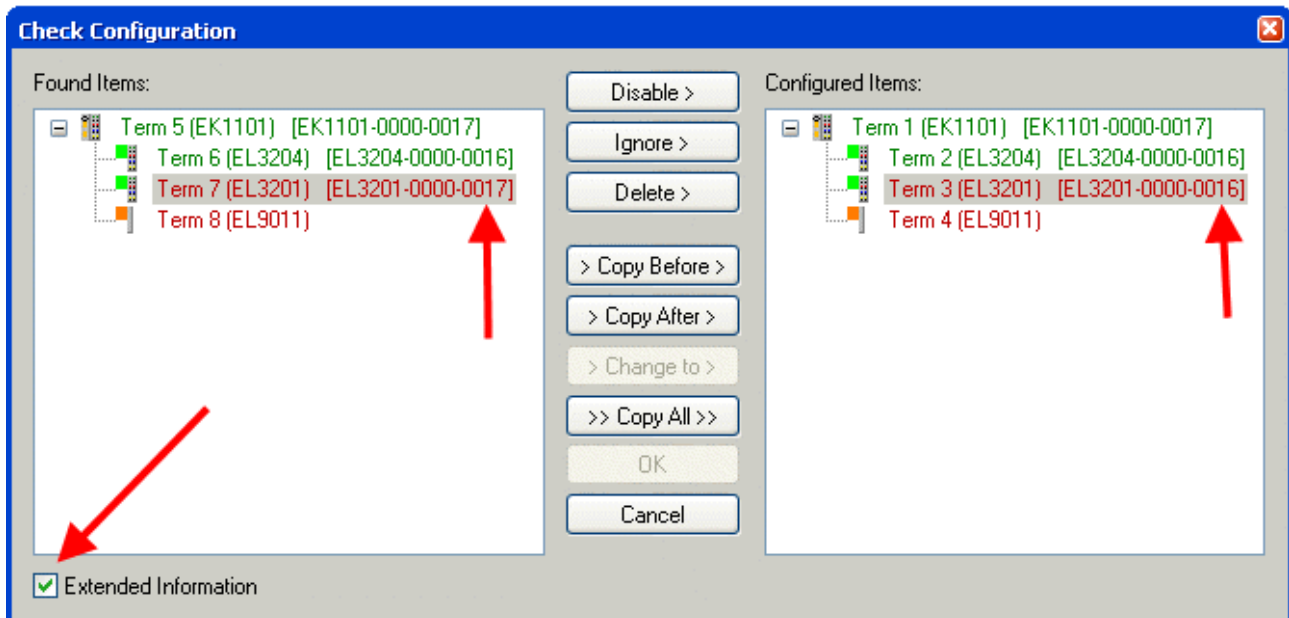 Check Configuration
Found Items:
Term 5 (EK1101) [EK1101-0000-0017]
Term 6 (EL3204) [EL3204-0000-0016]
Term 7 (EL3201) [EL3201-0000-0017]
Term 8 (EL9011)
Disable >
Ignore >
Delete >
> Copy Before >
> Copy After >
> Change to >
>> Copy All >>
OK
Cancel
Configured Items:
Term 1 (EK1101) [EK1101-0000-0017]
Term 2 (EL3204) [EL3204-0000-0016]
Term 3 (EL3201) [EL3201-0000-0016]
Term 4 (EL9011)
Extended Information